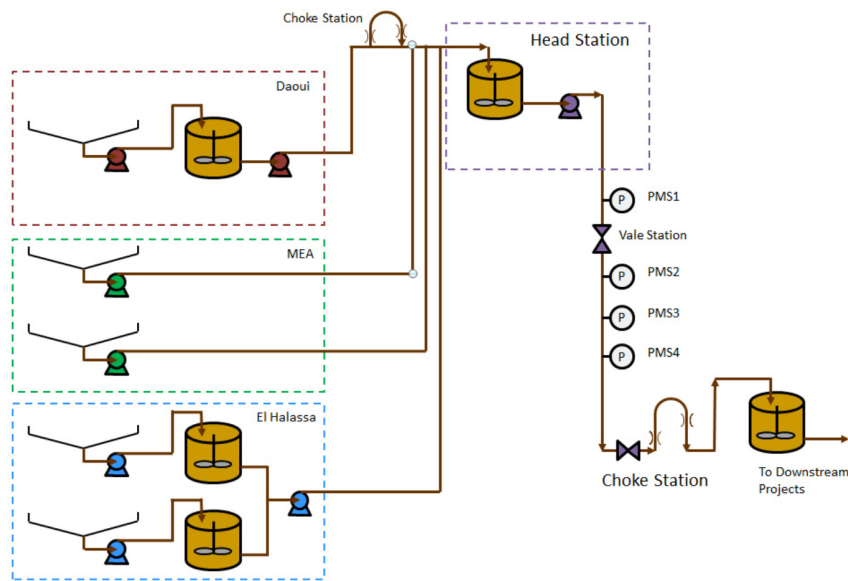 Choke Station
Head Station
Daoui
P
PMS1
Vale Station
MEA
P
PMS2
P
PMS3
P
PMS4
El Halassa
Choke Station
To Downstream
Projects